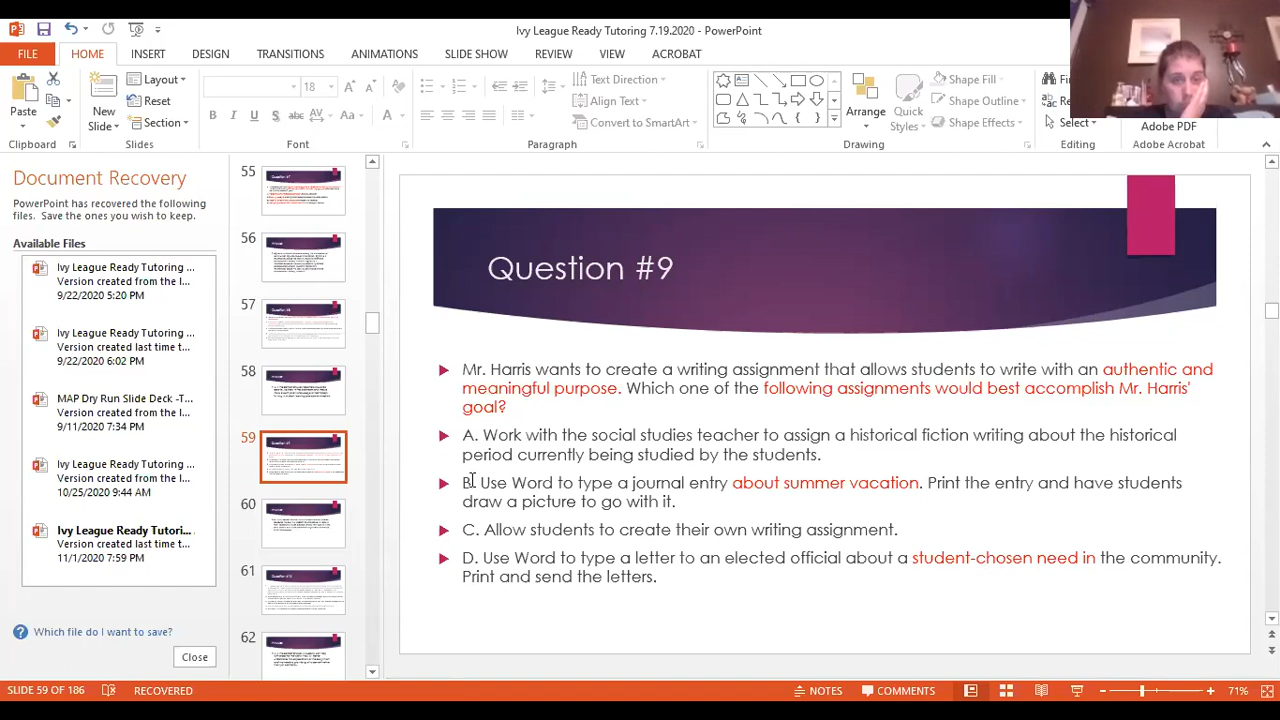 Ivy League Ready Tutoring 7.19.2020 - PowerPoint
FILE
HOME
INSERT
DESIGN
TRANSITIONS
ANIMATIONS
SLIDE SHOW
REVIEW
VIEW
ACROBAT
Paste
New
Slide
Layout
Reset
Section
18
Text Direction
Align Text
Convert to SmartArt
Arrange
Quick
Styles
Shape Fill
Shape Outline
Shape Effects
Select
Adobe PDF
Clipboard
Slides
Font
Paragraph
Drawing
Editing
Adobe Acrobat
Document Recovery
PowerPoint has recovered the following
files. Save the ones you wish to keep.
Available Files
Ivy League Ready Tutoring ...
Version created from the l...
9/22/2020 5:20 PM
Ivy League Ready Tutoring ...
Version created last time t...
9/22/2020 6:02 PM
MAP Dry Run Slide Deck -T...
Version created from the l...
9/11/2020 7:34 PM
Ivy League Ready Tutoring ...
Version created from the l...
10/25/2020 9:44 AM
Ivy League Ready Tutori...
Version created last time t...
11/1/2020 7:59 PM
Which file do I want to save?
Close
55
56
57
58
59
60
61
62
Question #9
Mr. Harris wants to create a writing assignment that allows students to write with an authentic and
meaningful purpose. Which one of the following assignments would best accomplish Mr. Harris'
goal?
A. Work with the social studies teacher to assign a historical fiction writing about the historical
period currently being studied by the students.
B. Use Word to type a journal entry about summer vacation. Print the entry and have students
draw a picture to go with it.
C. Allow students to create their own writing assignment.
D. Use Word to type a letter to an elected official about a student-chosen need in the community.
Print and send the letters.
SLIDE 59 OF 186
RECOVERED
NOTES
COMMENTS
71%